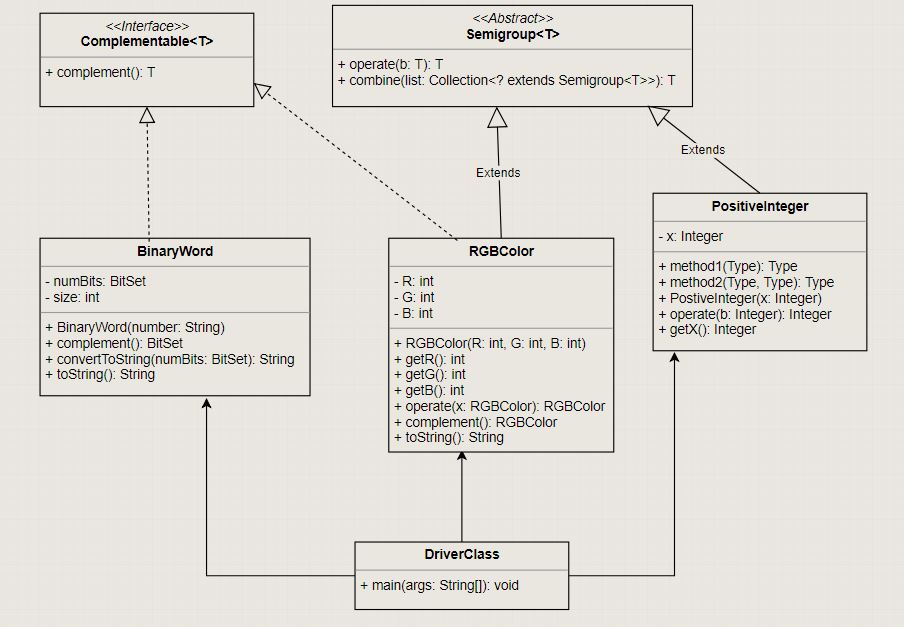 <<Interface>>
Complementable<T>
+ complement(): T
<<Abstract>>
Semigroup<T>
+ operate(b: T): T
+ combine(list: Collection<? extends Semigroup<T>>): T
Extends
Extends
BinaryWord
- numBits: BitSet
- size: int
+ BinaryWord(number: String)
+ complement(): BitSet
+ convertToString(numBits: BitSet): String
+ toString(): String
RGBColor
- R: int
- G: int
- B: int
+ RGBColor(R: int, G: int, B: int)
+ getR(): int
+ getG(): int
+ getB(): int
+ operate(x: RGBColor): RGBColor
+ complement(): RGBColor
+ toString(): String
PositiveInteger
- x: Integer
+ method1(Type): Type
+ method2(Type, Type): Type
+ PostiveInteger(x: Integer)
+ operate(b: Integer): Integer
+ getX(): Integer
DriverClass
+ main(args: String[]): void